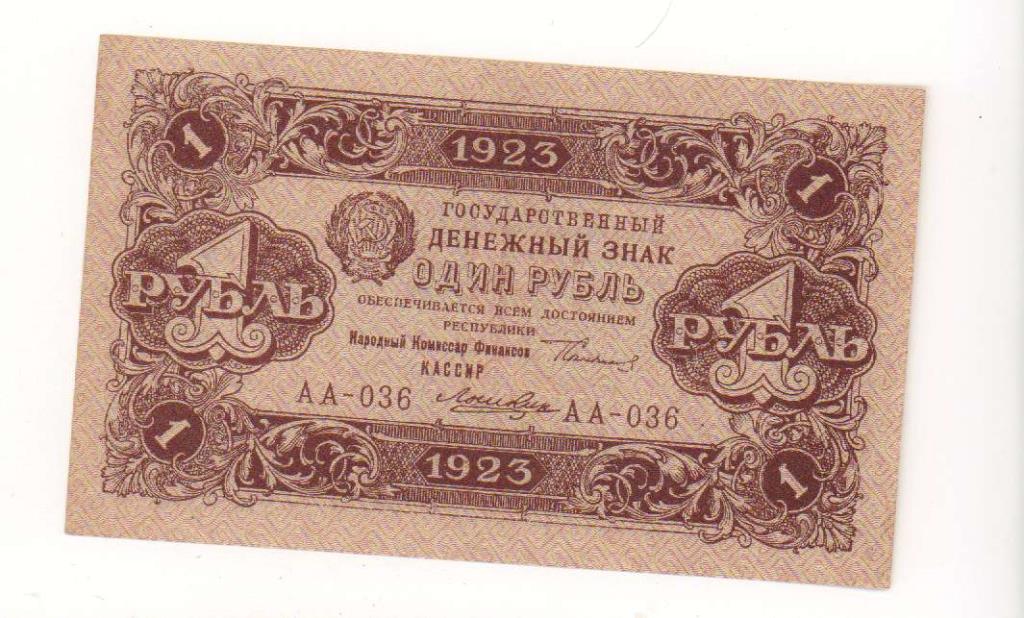 1
1923
1
ГОСУДАРСТВЕННЫЙ
ДЕНЕЖНЫЙ ЗНАК
ОДИН РУБЛЬ
ОБЕСПЕЧИВАЕТСЯ ВСЕМ ДОСТОЯНИЕМ
РЕСПУБЛИКИ
Народный Комиссар Финансов
КАССИР
1 РУБЛЬ
1 РУБЛЬ
АА-036
АА-036
1
1923
1